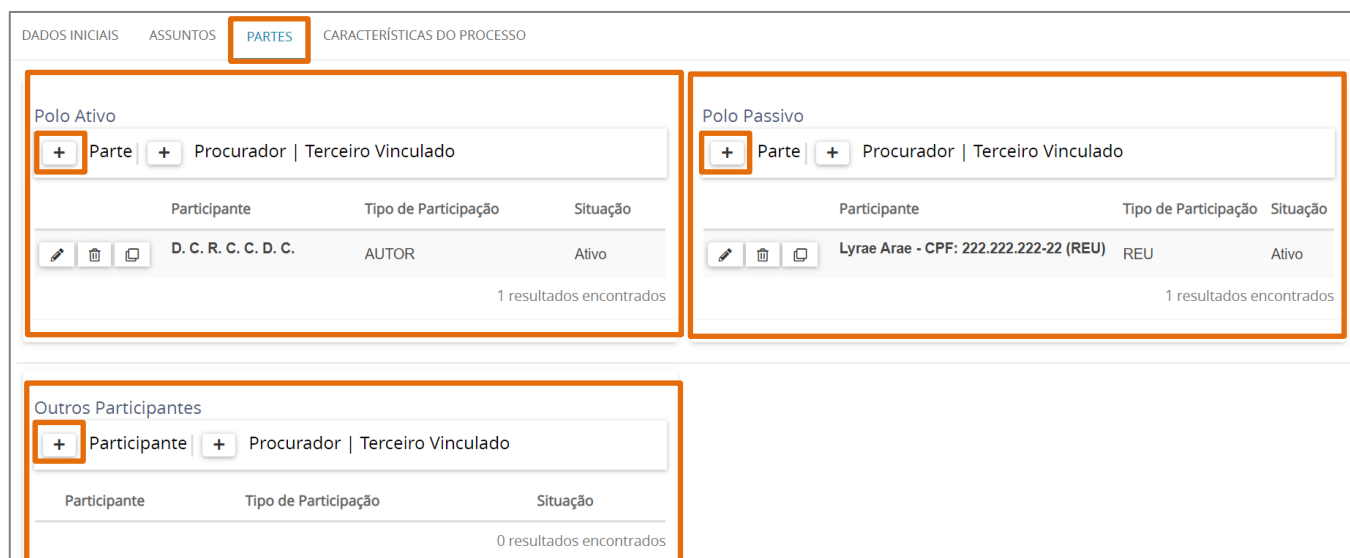 DADOS INICIAIS ASSUNTOS PARTES CARACTERÍSTICAS DO PROCESSO
Polo Ativo
+ Parte | + Procurador | Terceiro Vinculado
Participante Tipo de Participação Situação
D. C. R. C. C. D. C. AUTOR Ativo
1 resultados encontrados
Polo Passivo
+ Parte | + Procurador | Terceiro Vinculado
Participante Tipo de Participação Situação
Lyrae Arae - CPF: 222.222.222-22 (REU) REU Ativo
1 resultados encontrados
Outros Participantes
+ Participante | + Procurador | Terceiro Vinculado
Participante Tipo de Participação Situação
0 resultados encontrados